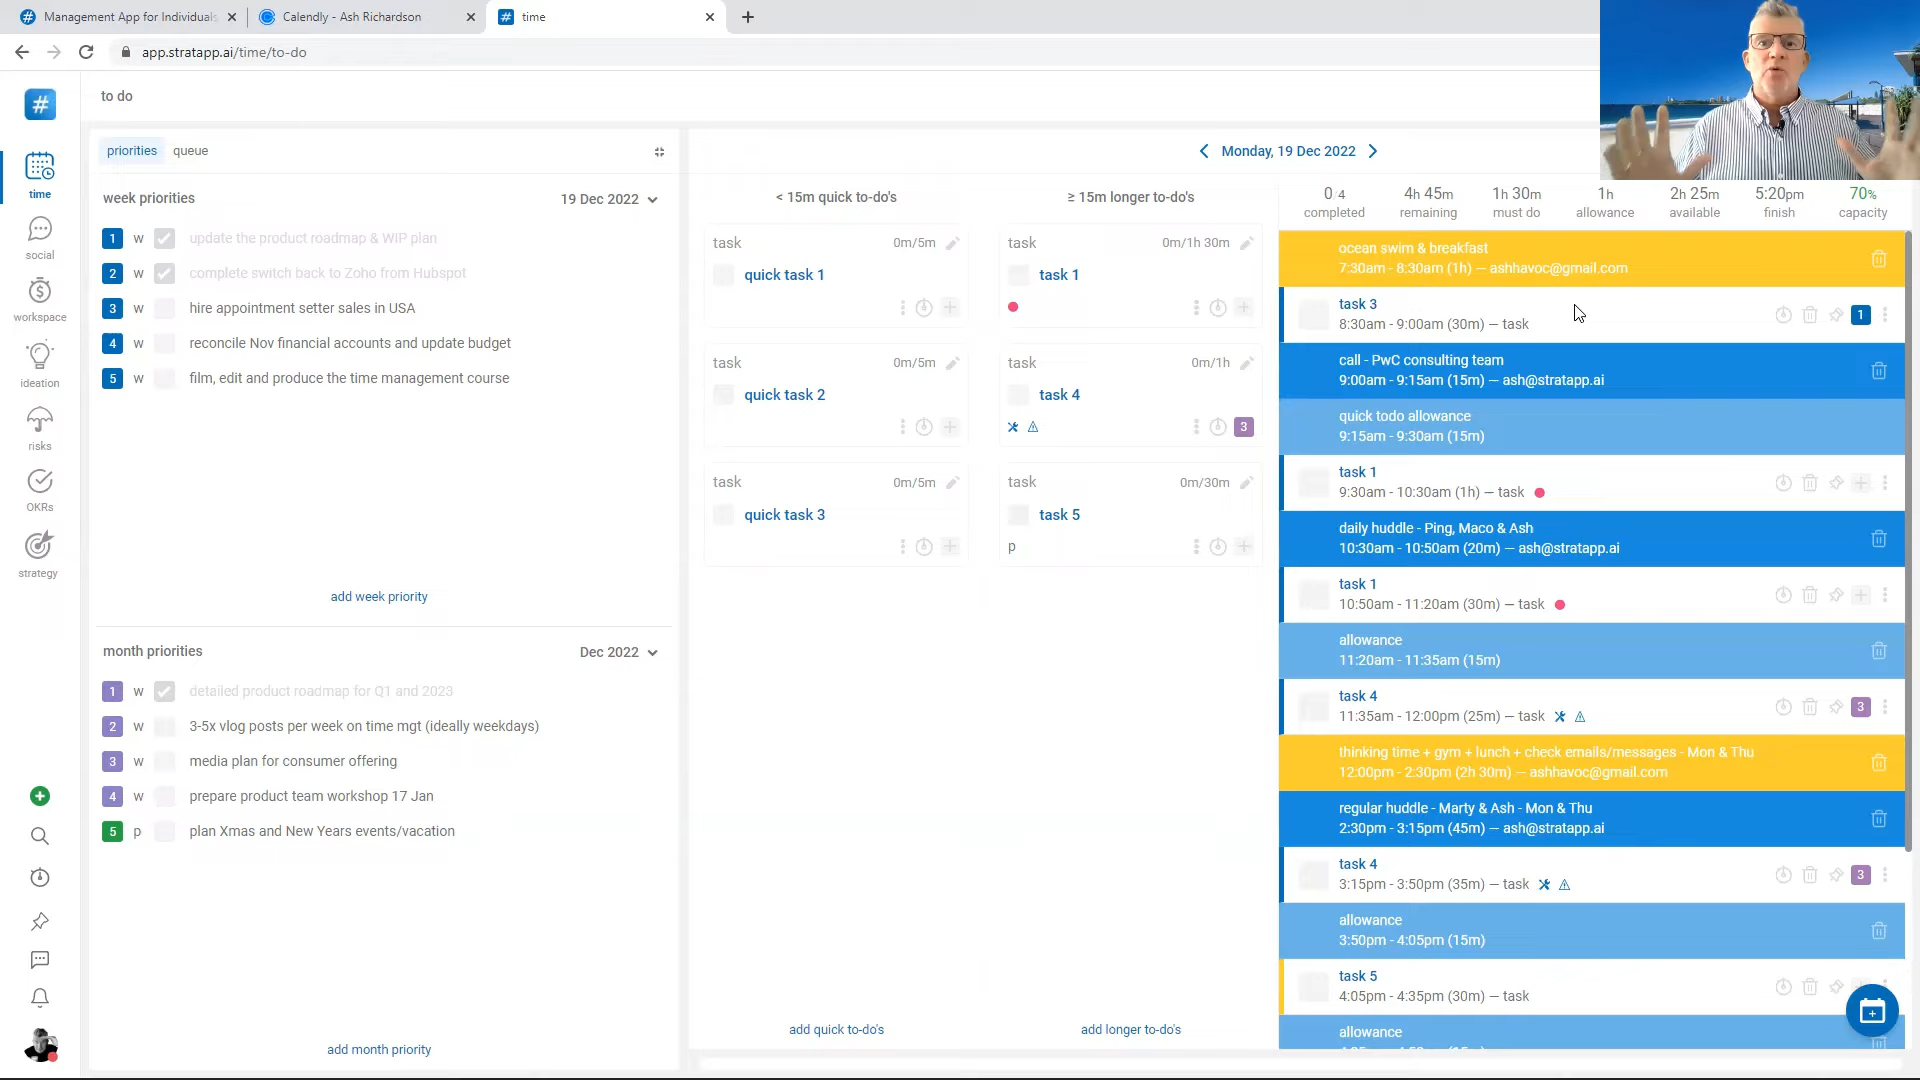 Management App for Individuals
Calendly - Ash Richardson
time
app.stratapp.ai/time/to-do
to do
time
social
workspace
ideation
risks
OKRs
strategy
priorities
queue
week priorities
19 Dec 2022
1 w update the product roadmap & WIP plan
2 w complete switch back to Zoho from Hubspot
3 w hire appointment setter sales in USA
4 w reconcile Nov financial accounts and update budget
5 w film, edit and produce the time management course
add week priority
month priorities
Dec 2022
1 w detailed product roadmap for Q1 and 2023
2 w 3-5x vlog posts per week on time mgt (ideally weekdays)
3 w media plan for consumer offering
4 w prepare product team workshop 17 Jan
5 p plan Xmas and New Years events/vacation
add month priority
Monday, 19 Dec 2022
< 15m quick to-do's
task 0m/5m
quick task 1
task 0m/5m
quick task 2
task 0m/5m
quick task 3
add quick to-do's
≥ 15m longer to-do's
task 0m/1h 30m
task 1
task 0m/1h
task 4
3
task 0m/30m
task 5
p
add longer to-do's
0/4 completed
4h 45m remaining
1h 30m must do
1h allowance
2h 25m available
5:20pm finish
70% capacity
ocean swim & breakfast
7:30am - 8:30am (1h) — ashhavoc@gmail.com
task 3
8:30am - 9:00am (30m) — task
1
call - PwC consulting team
9:00am - 9:15am (15m) — ash@stratapp.ai
quick todo allowance
9:15am - 9:30am (15m)
task 1
9:30am - 10:30am (1h) — task
daily huddle - Ping, Maco & Ash
10:30am - 10:50am (20m) — ash@stratapp.ai
task 1
10:50am - 11:20am (30m) — task
allowance
11:20am - 11:35am (15m)
task 4
11:35am - 12:00pm (25m) — task
3
thinking time + gym + lunch + check emails/messages - Mon & Thu
12:00pm - 2:30pm (2h 30m) — ashhavoc@gmail.com
regular huddle - Marty & Ash - Mon & Thu
2:30pm - 3:15pm (45m) — ash@stratapp.ai
task 4
3:15pm - 3:50pm (35m) — task
3
allowance
3:50pm - 4:05pm (15m)
task 5
4:05pm - 4:35pm (30m) — task
allowance